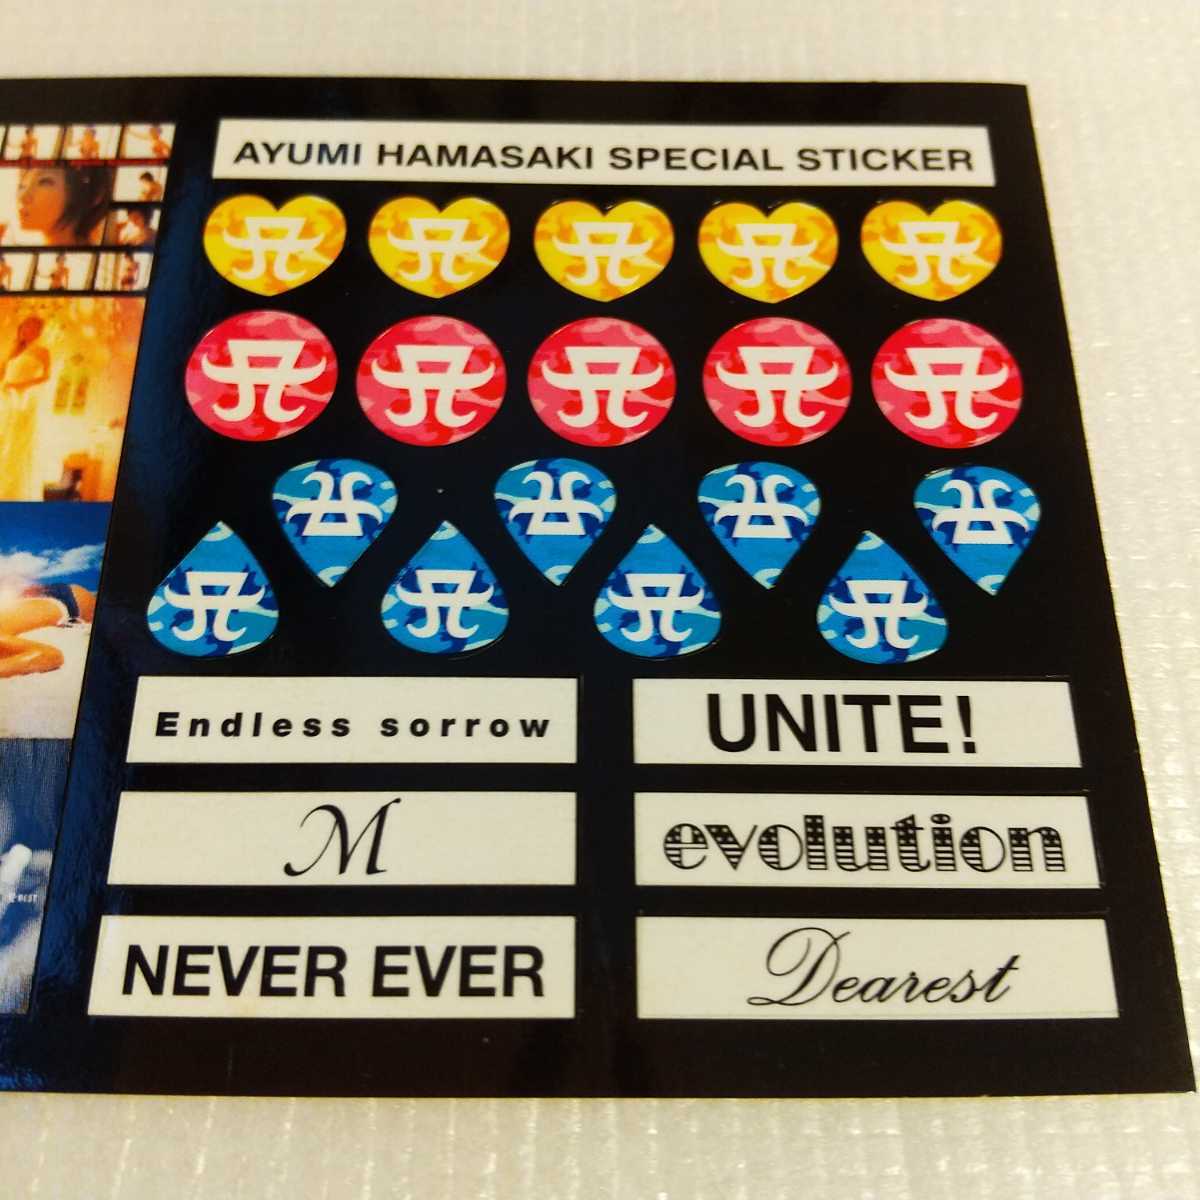 AYUMI HAMASAKI SPECIAL STICKER
Endless sorrow
UNITE!
M
evolution
NEVER EVER
Dearest